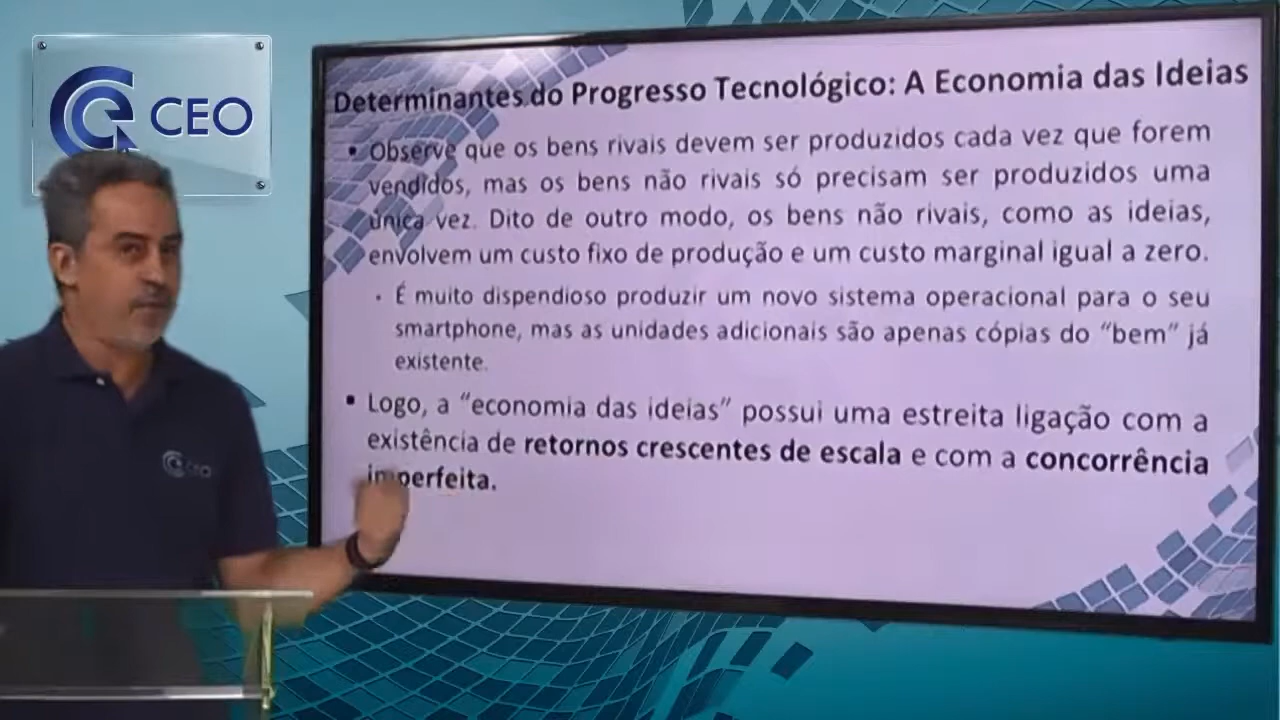 CEO
Determinantes do Progresso Tecnológico: A Economia das Ideias
• Observe que os bens rivais devem ser produzidos cada vez que forem
vendidos, mas os bens não rivais só precisam ser produzidos uma
única vez. Dito de outro modo, os bens não rivais, como as ideias,
envolvem um custo fixo de produção e um custo marginal igual a zero.
• É muito dispendioso produzir um novo sistema operacional para o seu
smartphone, mas as unidades adicionais são apenas cópias do “bem” já
existente.
• Logo, a “economia das ideias” possui uma estreita ligação com a
existência de retornos crescentes de escala e com a concorrência
imperfeita.
CEO